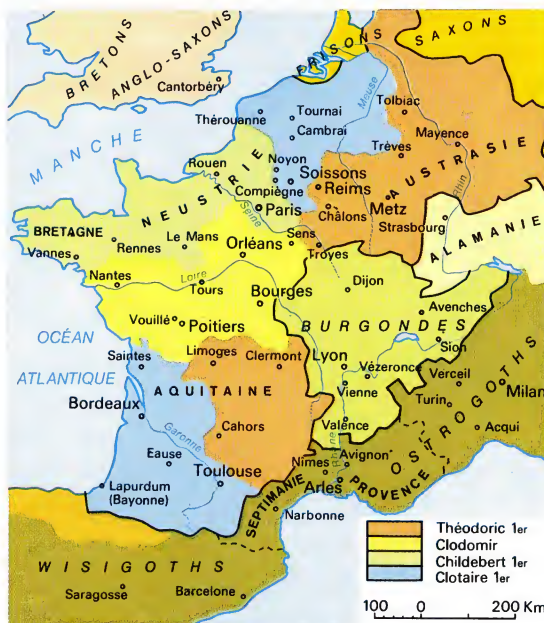 BRETONS
ANGLO-SAXONS
Cantorbéry
FRISONS
SAXONS
MANCHE
Thérouanne
Tournai
Cambrai
Meuse
Tolbiac
Mayence
Trèves
AUSTRASIE
Rhin
Rouen
Noyon
Soissons
Compiègne
Reims
NEUSTRIE
Seine
Paris
Châlons
Metz
Strasbourg
ALAMANIE
BRETAGNE
Rennes
Le Mans
Vannes
Orléans
Sens
Troyes
Nantes
Loire
Tours
Bourges
Dijon
Avenches
BURGONDES
Sion
Vouillé
Poitiers
OCÉAN
ATLANTIQUE
Saintes
Limoges
Clermont
Lyon
Vézeronce
Vienne
Verceil
Milan
Turin
AQUITAINE
Bordeaux
Garonne
Cahors
Valence
Rhône
Acqui
OSTROGOTHS
Eause
Toulouse
Lapurdum
(Bayonne)
Nîmes
Avignon
Arles
PROVENCE
SEPTIMANIE
Narbonne
WISIGOTHS
Saragosse
Barcelone
Théodoric 1er
Clodomir
Childebert 1er
Clotaire 1er
100 0 200 Km